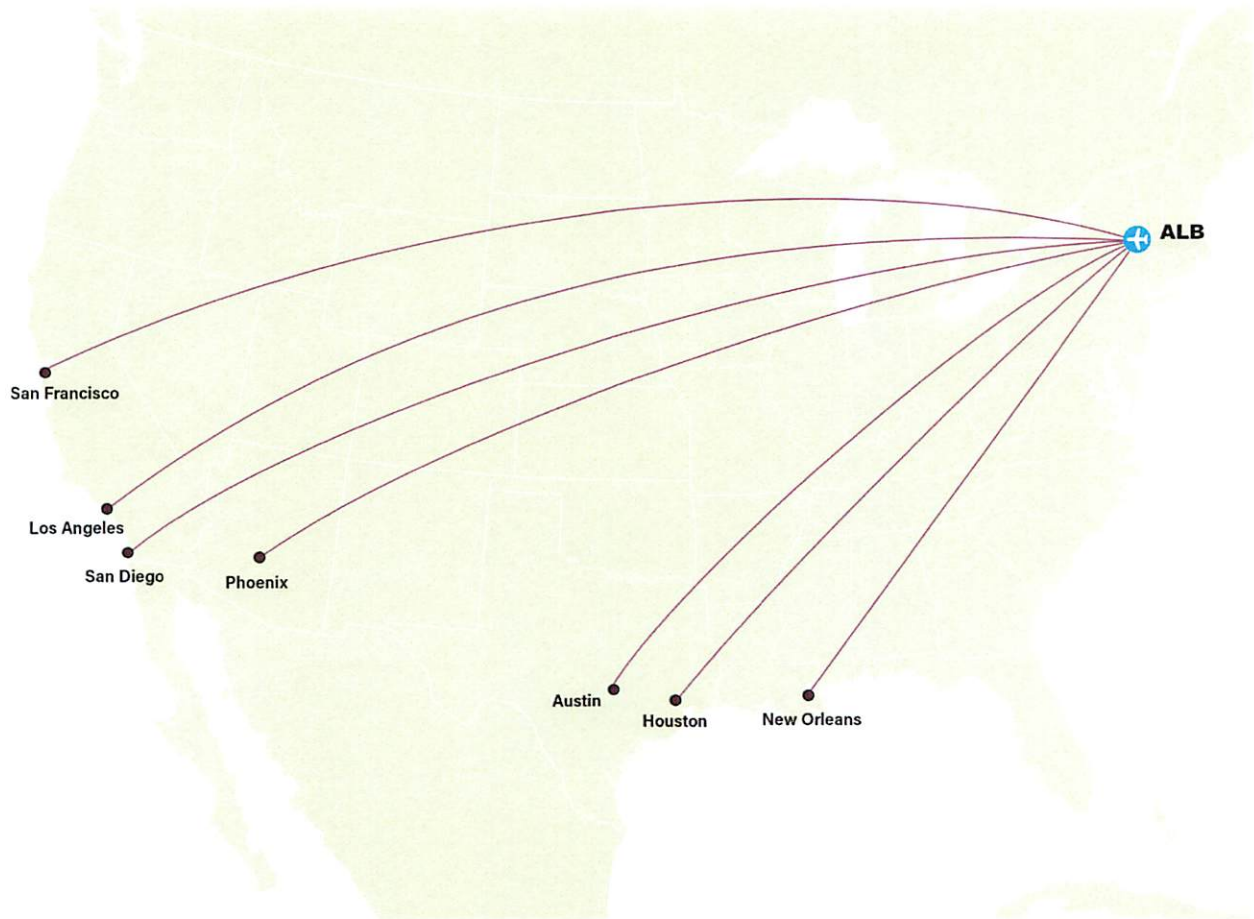 ALB
San Francisco
Los Angeles
San Diego
Phoenix
Austin
Houston
New Orleans